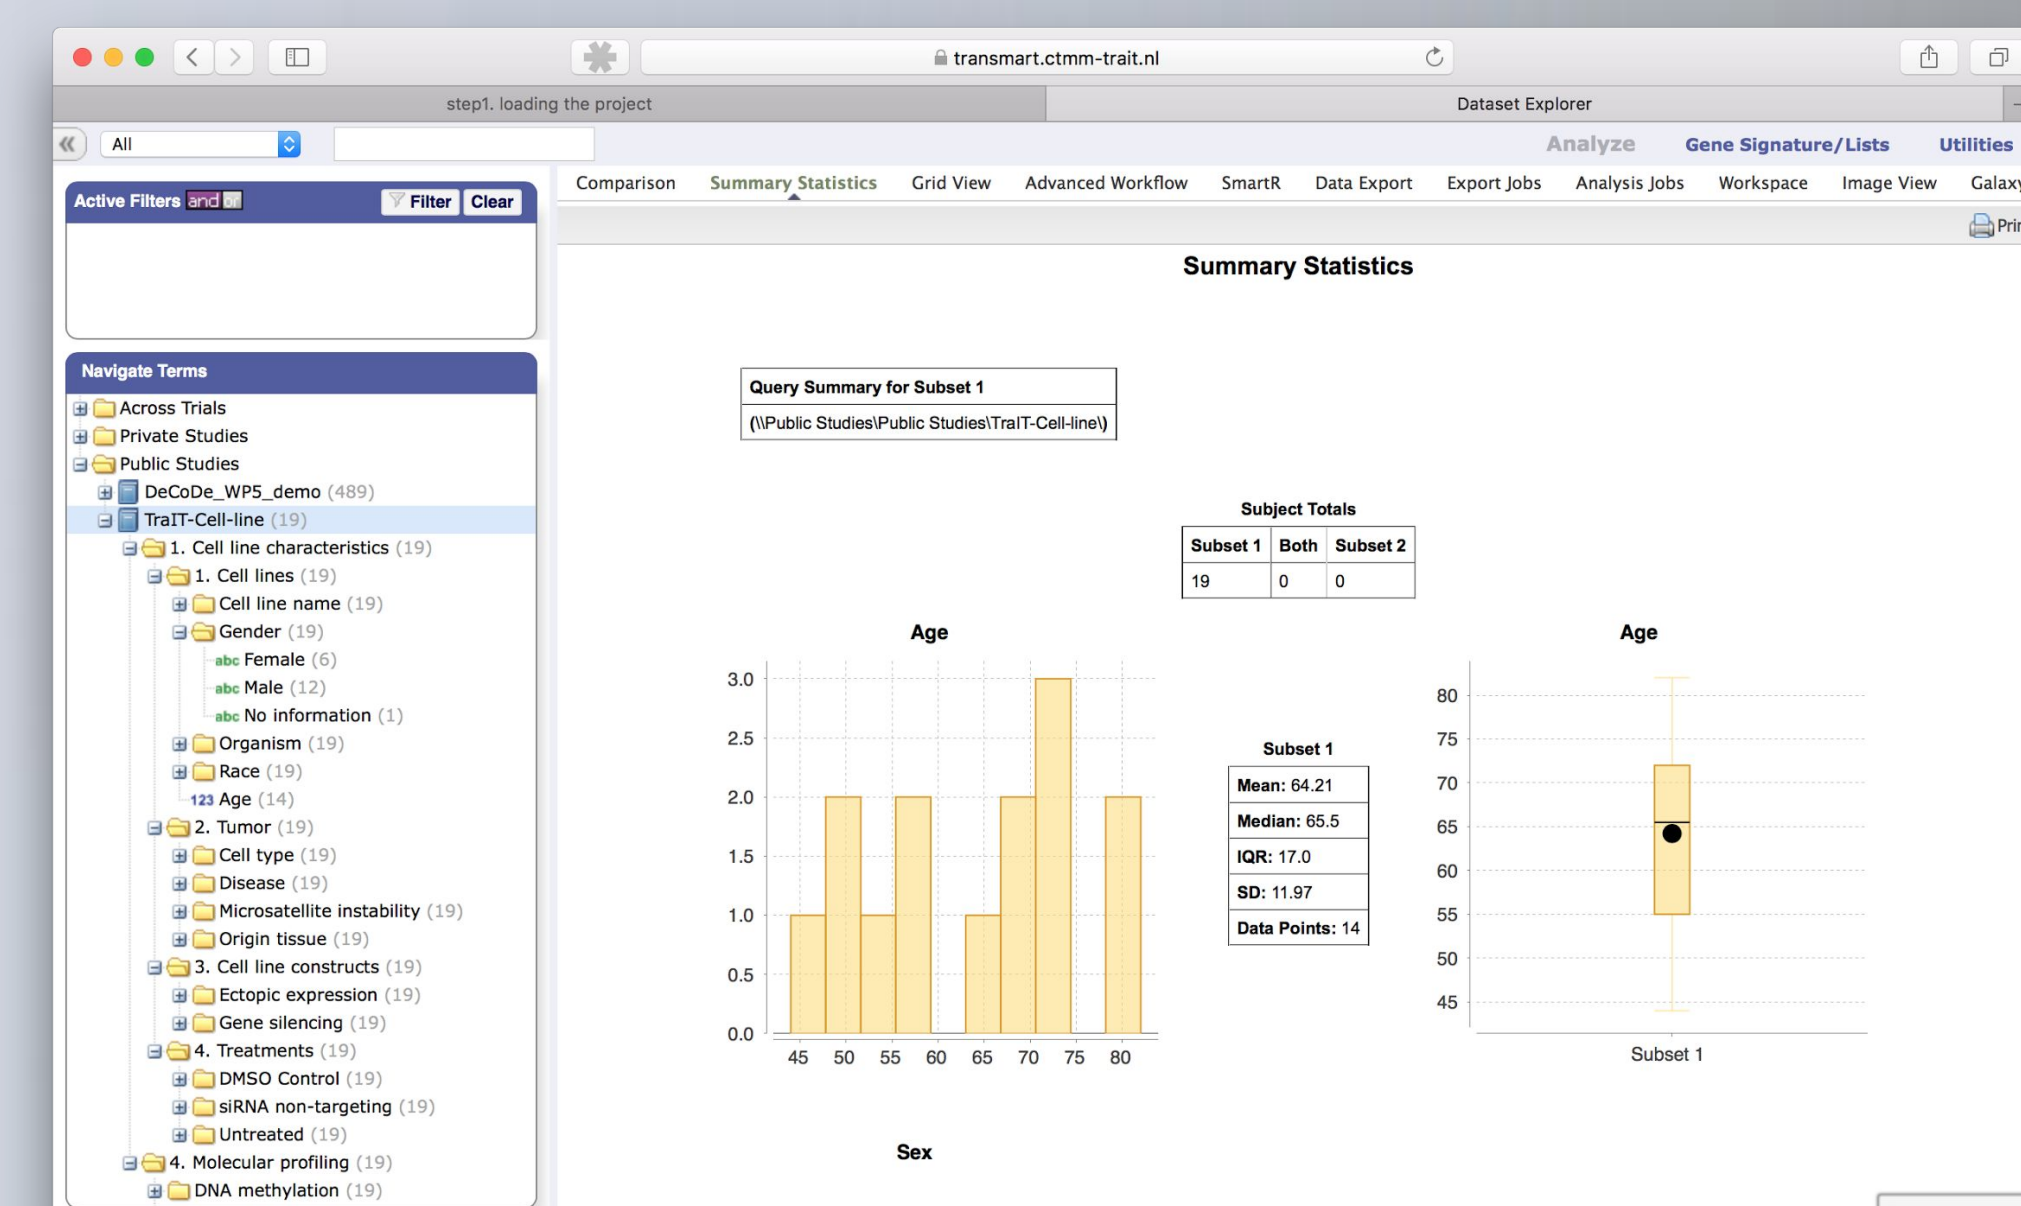 transmart.ctmm-trait.nl
step1. loading the project
Dataset Explorer
All
Analyze
Gene Signature/Lists
Utilities
Active Filters and or
Filter
Clear
Comparison
Summary Statistics
Grid View
Advanced Workflow
SmartR
Data Export
Export Jobs
Analysis Jobs
Workspace
Image View
Galaxy
Navigate Terms
Across Trials
Private Studies
Public Studies
DeCoDe_WP5_demo (489)
TraIT-Cell-line (19)
1. Cell line characteristics (19)
1. Cell lines (19)
Cell line name (19)
Gender (19)
abc Female (6)
abc Male (12)
abc No information (1)
Organism (19)
Race (19)
123 Age (14)
2. Tumor (19)
Cell type (19)
Disease (19)
Microsatellite instability (19)
Origin tissue (19)
3. Cell line constructs (19)
Ectopic expression (19)
Gene silencing (19)
4. Treatments (19)
DMSO Control (19)
siRNA non-targeting (19)
Untreated (19)
4. Molecular profiling (19)
DNA methylation (19)
Summary Statistics
Query Summary for Subset 1
(\\Public Studies\Public Studies\TraIT-Cell-line\)
Subject Totals
Subset 1 Both Subset 2
19 0 0
Age
3.0
2.5
2.0
1.5
1.0
0.5
0.0
45 50 55 60 65 70 75 80
Subset 1
Mean: 64.21
Median: 65.5
IQR: 17.0
SD: 11.97
Data Points: 14
Age
80
75
70
65
60
55
50
45
Subset 1
Sex